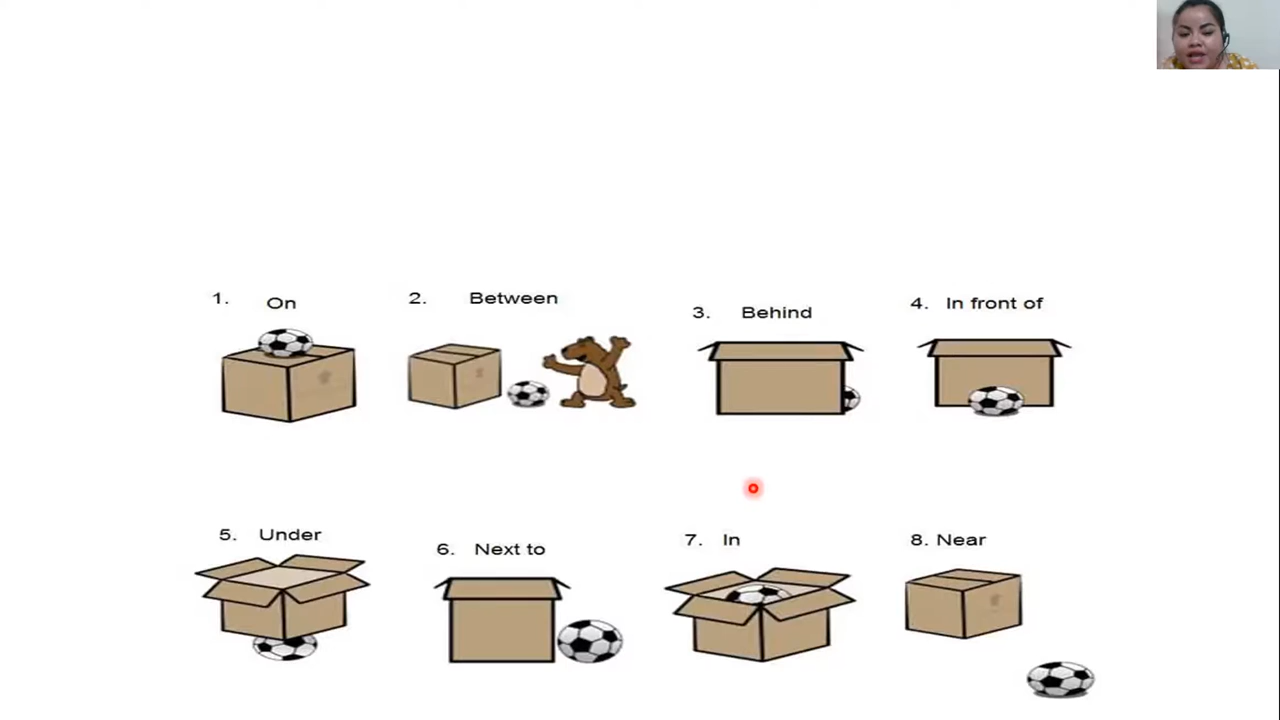 1. On
2. Between
3. Behind
4. In front of
5. Under
6. Next to
7. In
8. Near